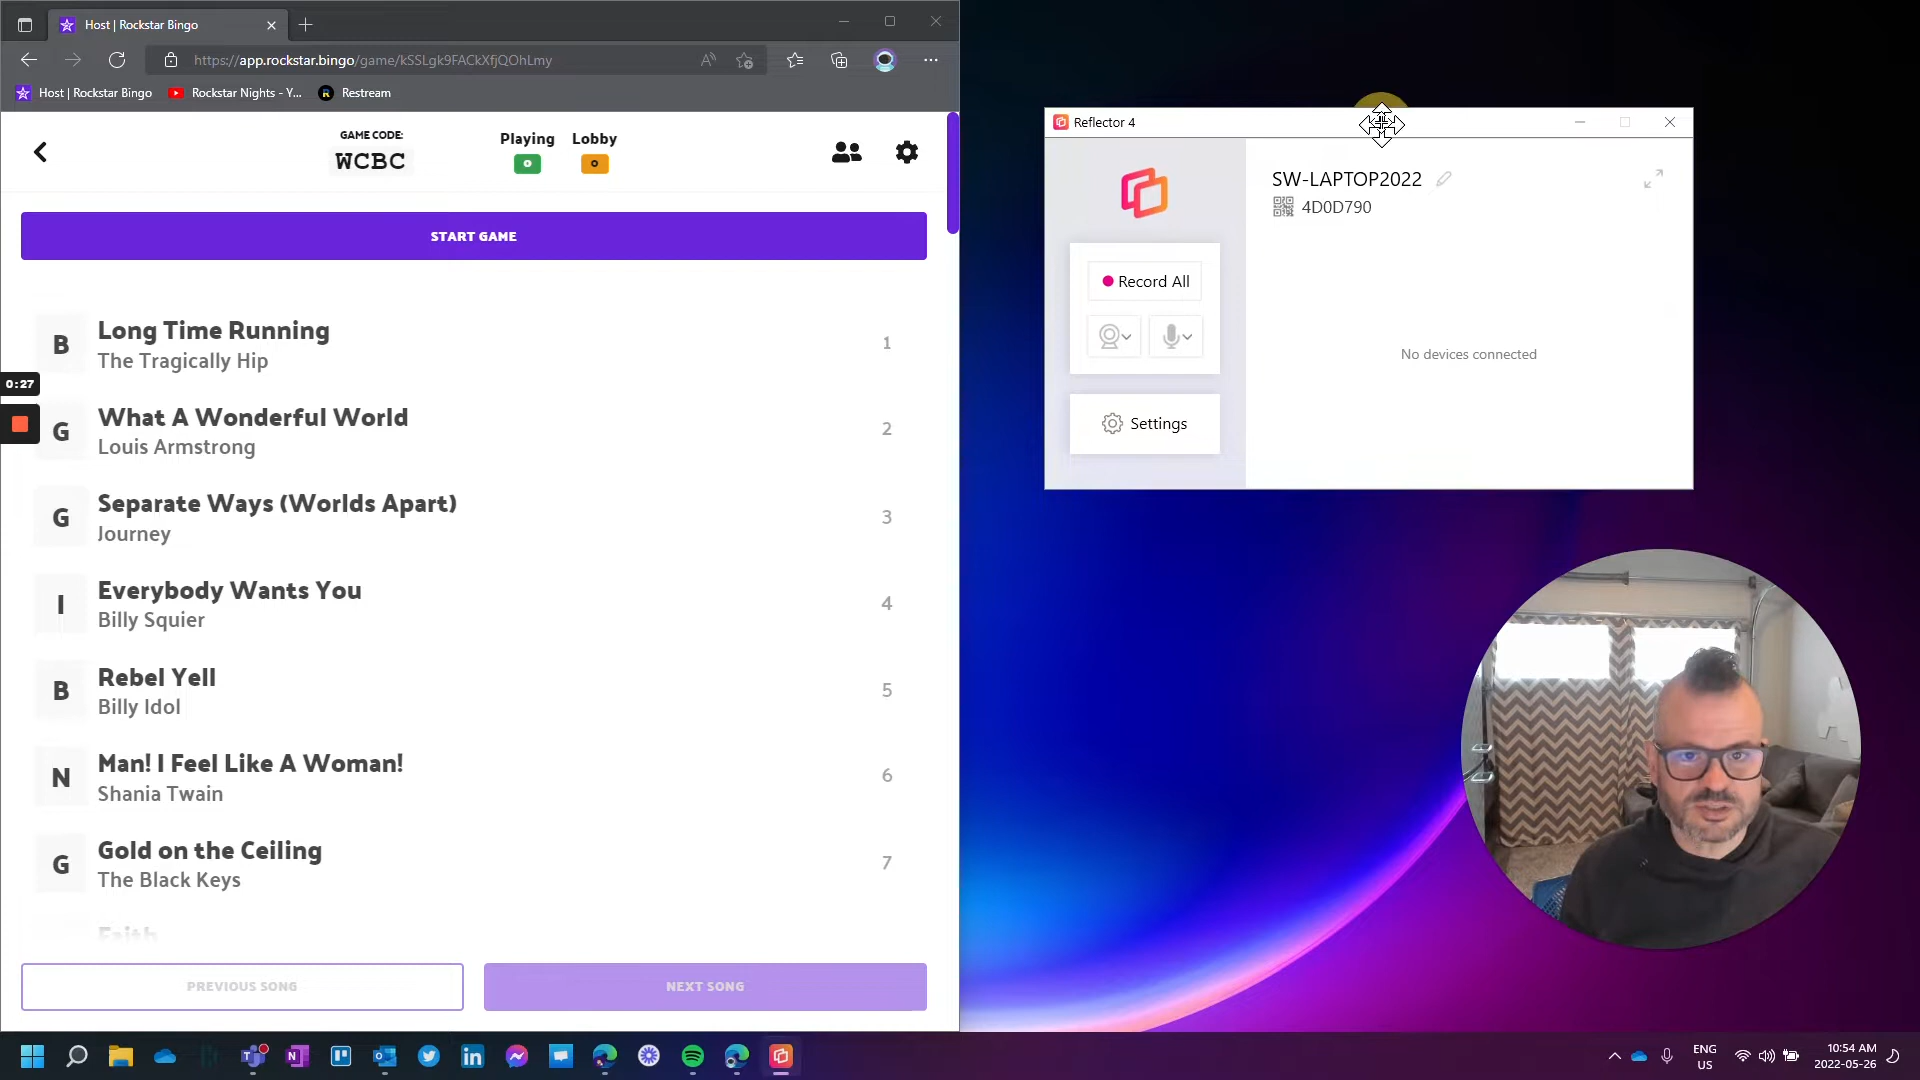 Host | Rockstar Bingo
https://app.rockstar.bingo/game/kSSLgk9FACkXfjQOhLmy
Host | Rockstar Bingo
Rockstar Nights - Y...
Restream
GAME CODE:
WCBC
Playing
0
Lobby
0
START GAME
B
Long Time Running
The Tragically Hip
1
G
What A Wonderful World
Louis Armstrong
2
G
Separate Ways (Worlds Apart)
Journey
3
I
Everybody Wants You
Billy Squier
4
B
Rebel Yell
Billy Idol
5
N
Man! I Feel Like A Woman!
Shania Twain
6
G
Gold on the Ceiling
The Black Keys
7
Faith
PREVIOUS SONG
NEXT SONG
0:27
Reflector 4
SW-LAPTOP2022
4D0D790
Record All
Settings
No devices connected
ENG
US
10:54 AM
2022-05-26